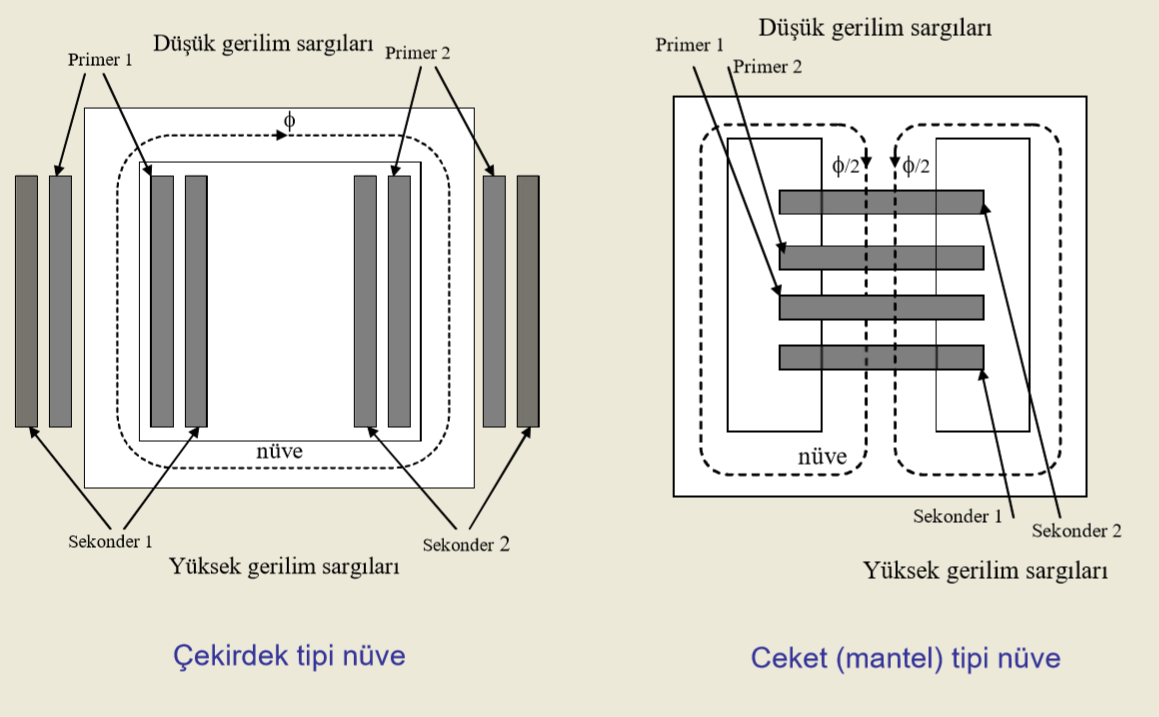 Düşük gerilim sargıları
Primer 1
Primer 2
ϕ
nüve
Sekonder 1
Sekonder 2
Yüksek gerilim sargıları
Çekirdek tipi nüve
Düşük gerilim sargıları
Primer 1
Primer 2
ϕ/2
ϕ/2
nüve
Sekonder 1
Sekonder 2
Yüksek gerilim sargıları
Ceket (mantel) tipi nüve